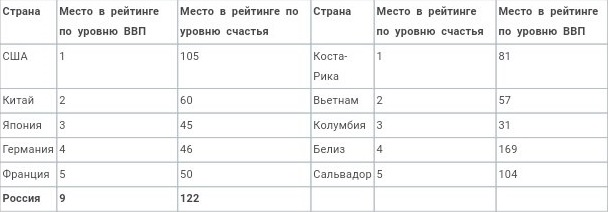 Страна Место в рейтинге по уровню ВВП Место в рейтинге по уровню счастья Страна Место в рейтинге по уровню счастья Место в рейтинге по уровню ВВП
США 1 105 Коста-Рика 1 81
Китай 2 60 Вьетнам 2 57
Япония 3 45 Колумбия 3 31
Германия 4 46 Белиз 4 169
Франция 5 50 Сальвадор 5 104
Россия 9 122